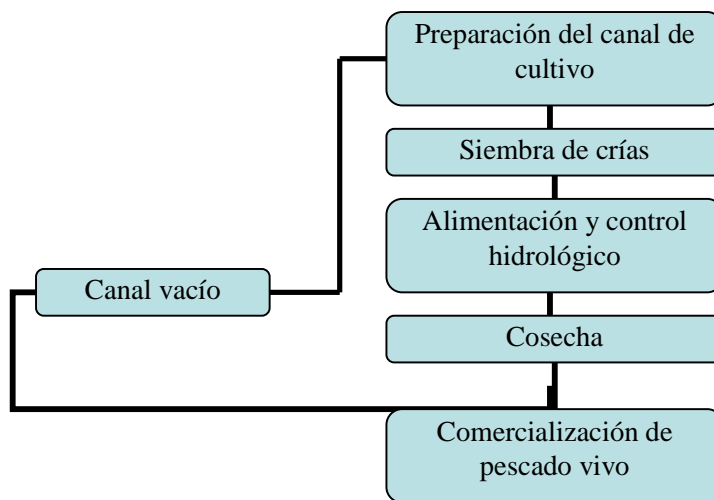 Preparación del canal de
cultivo
Siembra de crías
Alimentación y control
hidrológico
Canal vacío
Cosecha
Comercialización de
pescado vivo